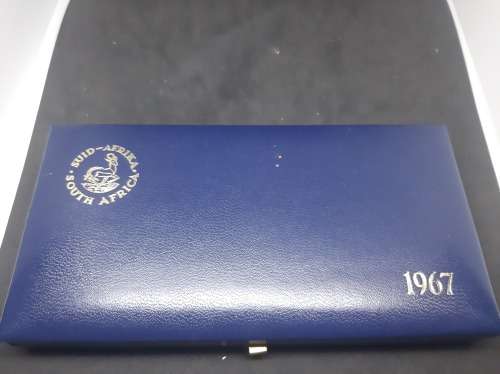 · SUID-AFRIKA ·
SOUTH AFRICA
1967